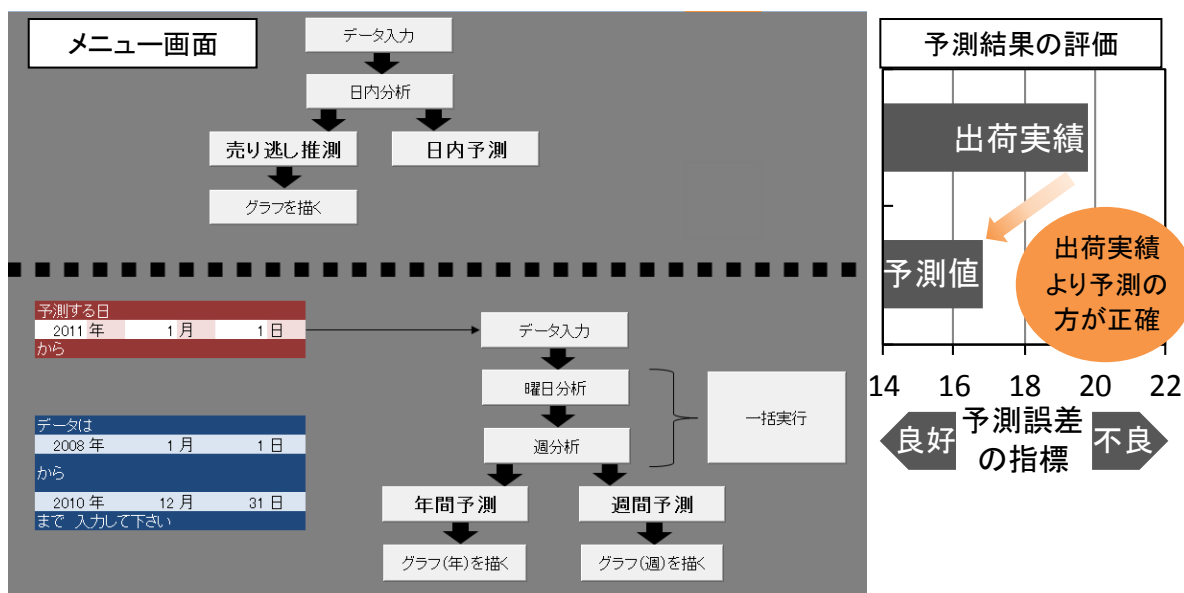 メニュー画面
データ入力
日内分析
売り逃し推測
日内予測
グラフを描く
予測する日
2011 年 1 月 1 日
から
データ入力
曜日分析
週分析
一括実行
データは
2008 年 1 月 1 日
から
2010 年 12 月 31 日
まで 入力して下さい
年間予測
週間予測
グラフ(年)を描く
グラフ(週)を描く
予測結果の評価
出荷実績
予測値
出荷実績
より予測の
方が正確
14 16 18 20 22
良好
予測誤差
の指標
不良